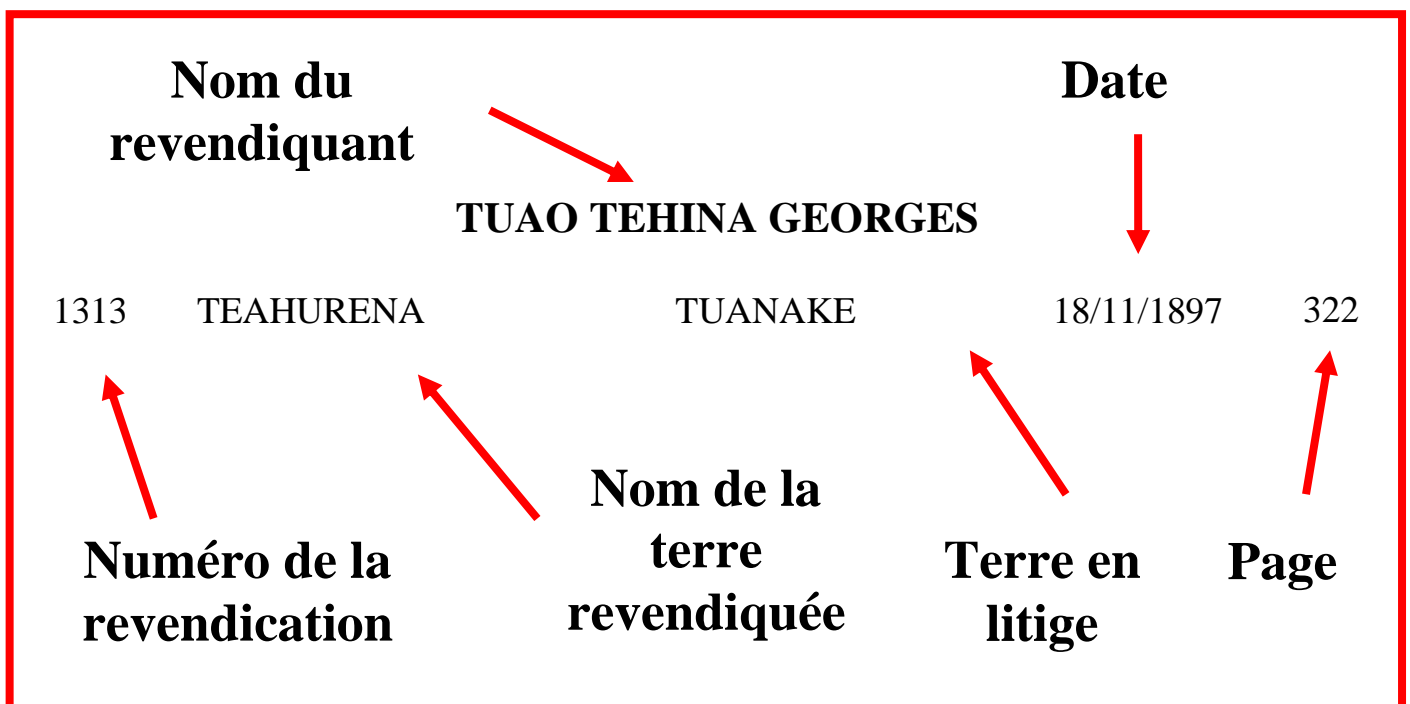 Nom du
revendiquant
Date
TUAO TEHINA GEORGES
1313 TEAHURENA TUANAKE 18/11/1897 322
Numéro de la
revendication
Nom de la
terre
revendiquée
Terre en
litige
Page